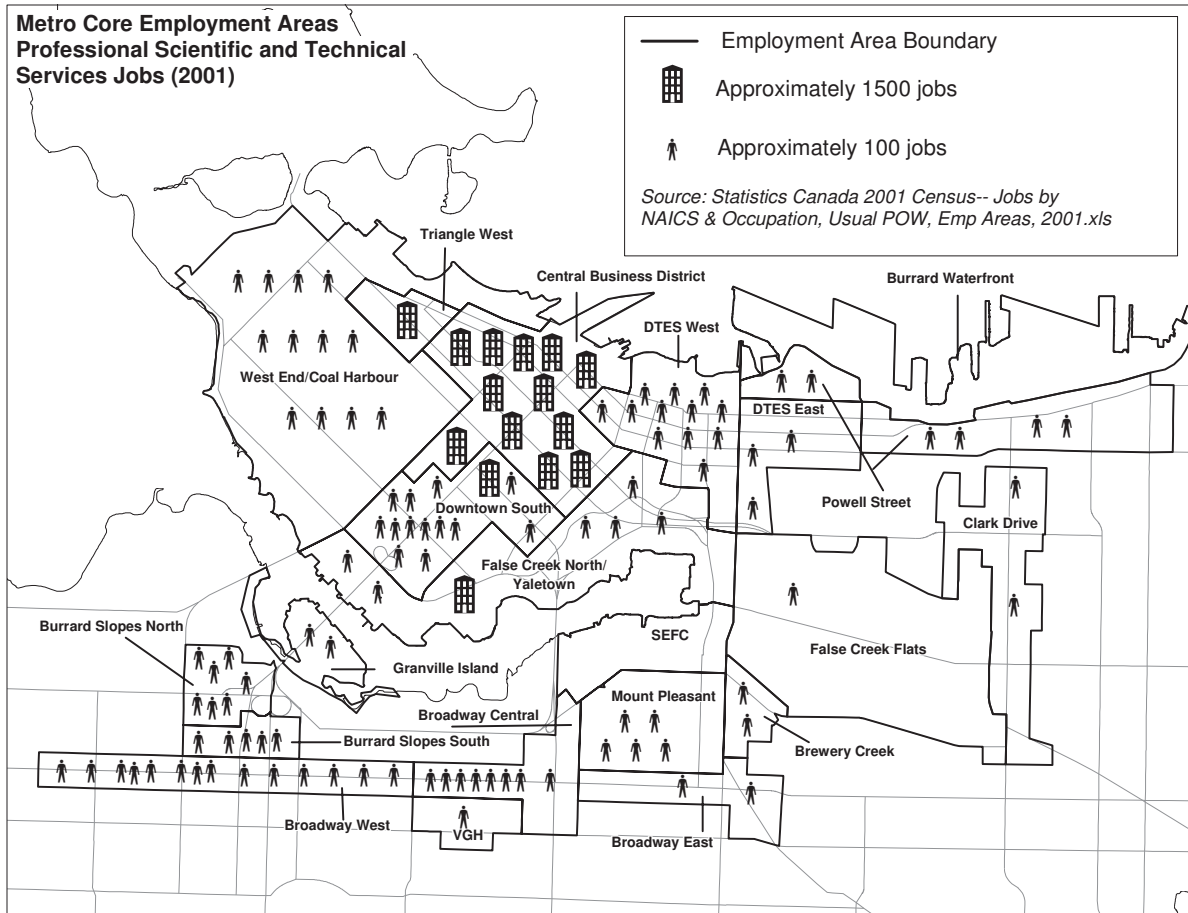 Metro Core Employment Areas
Professional Scientific and Technical
Services Jobs (2001)
Employment Area Boundary
Approximately 1500 jobs
Approximately 100 jobs
Source: Statistics Canada 2001 Census-- Jobs by
NAICS & Occupation, Usual POW, Emp Areas, 2001.xls
Triangle West
Central Business District
Burrard Waterfront
DTES West
West End/Coal Harbour
DTES East
Powell Street
Clark Drive
Downtown South
False Creek North/
Yaletown
Burrard Slopes North
SEFC
False Creek Flats
Granville Island
Mount Pleasant
Broadway Central
Burrard Slopes South
Brewery Creek
Broadway West
VGH
Broadway East